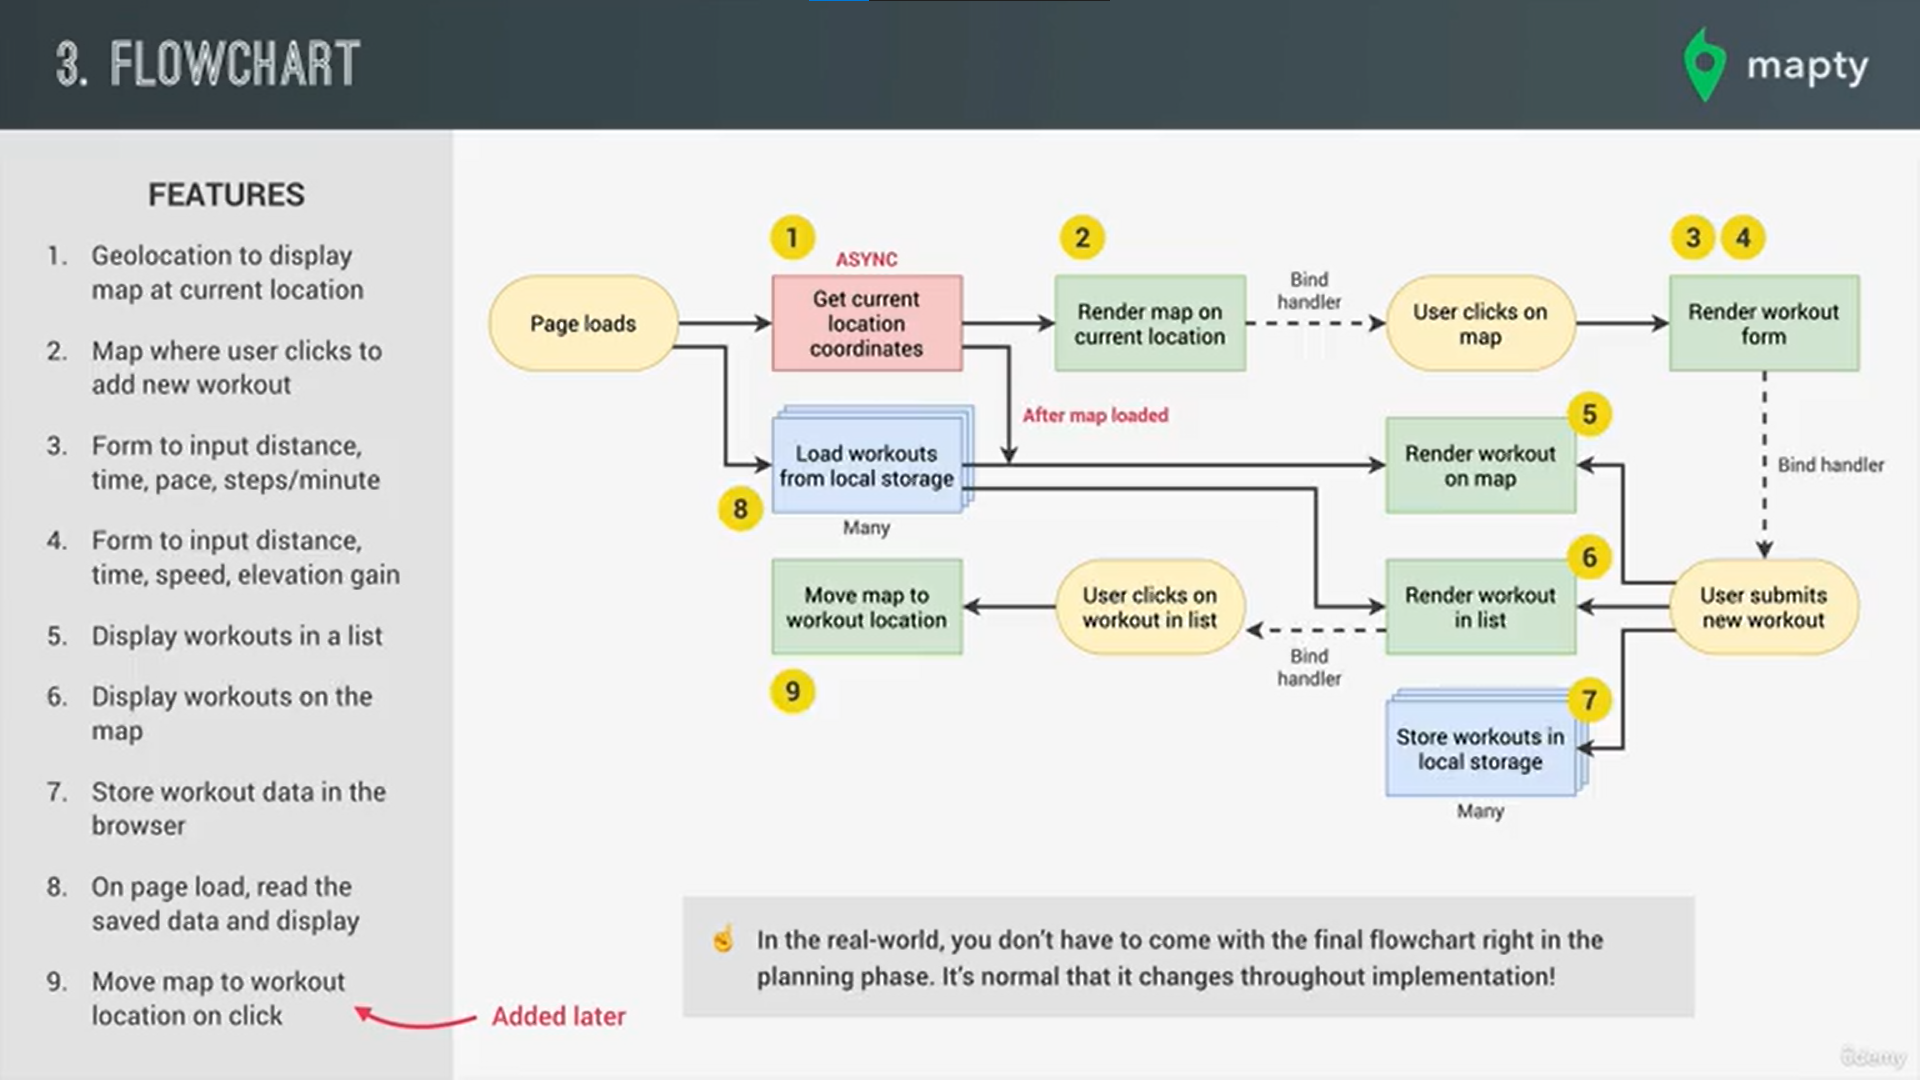 3. FLOWCHART
mapty
FEATURES
1. Geolocation to display
map at current location
2. Map where user clicks to
add new workout
3. Form to input distance,
time, pace, steps/minute
4. Form to input distance,
time, speed, elevation gain
5. Display workouts in a list
6. Display workouts on the
map
7. Store workout data in the
browser
8. On page load, read the
saved data and display
9. Move map to workout
location on click
Added later
Page loads
1
ASYNC
Get current
location
coordinates
2
Render map on
current location
Bind
handler
User clicks on
map
3 4
Render workout
form
After map loaded
Load workouts
from local storage
8
Many
5
Render workout
on map
Bind handler
Move map to
workout location
9
User clicks on
workout in list
Bind
handler
6
Render workout
in list
User submits
new workout
7
Store workouts in
local storage
Many
☝ In the real-world, you don’t have to come with the final flowchart right in the
planning phase. It’s normal that it changes throughout implementation!
ûdemy